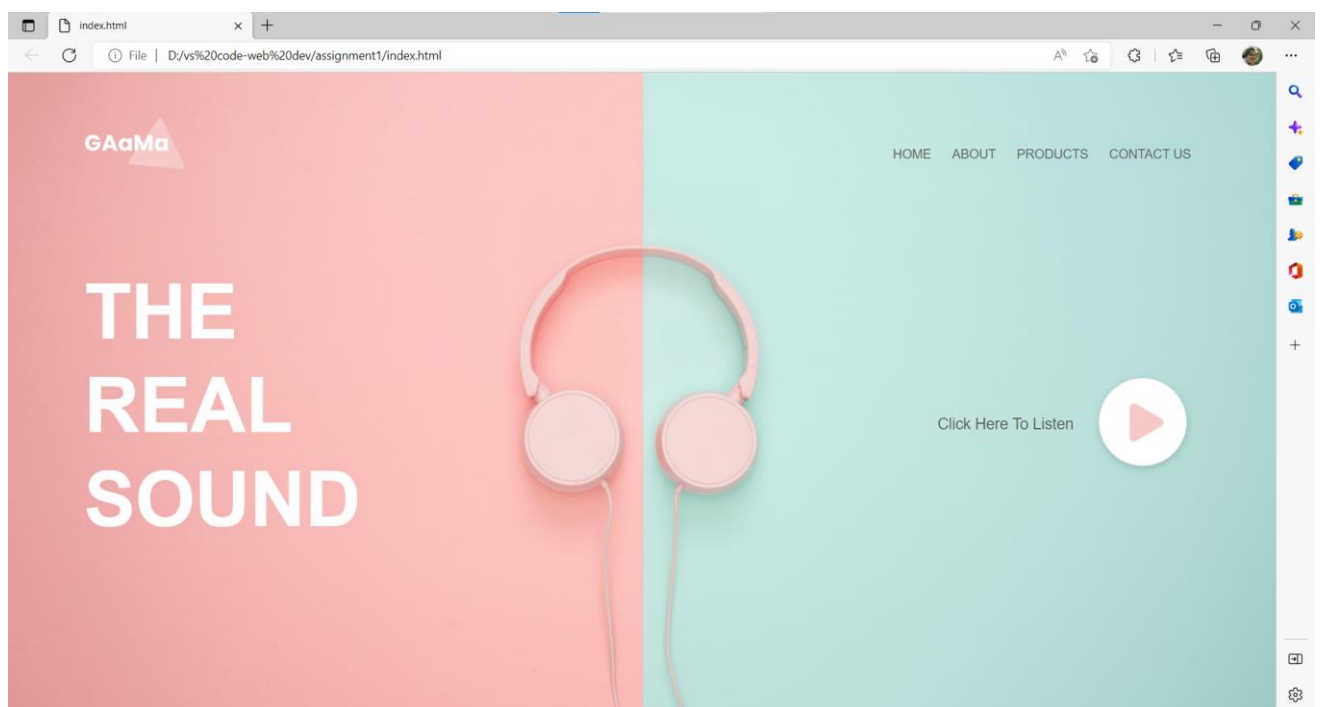 index.html
File | D:/vs%20code-web%20dev/assignment1/index.html
GAaMa
HOME ABOUT PRODUCTS CONTACT US
THE
REAL
SOUND
Click Here To Listen